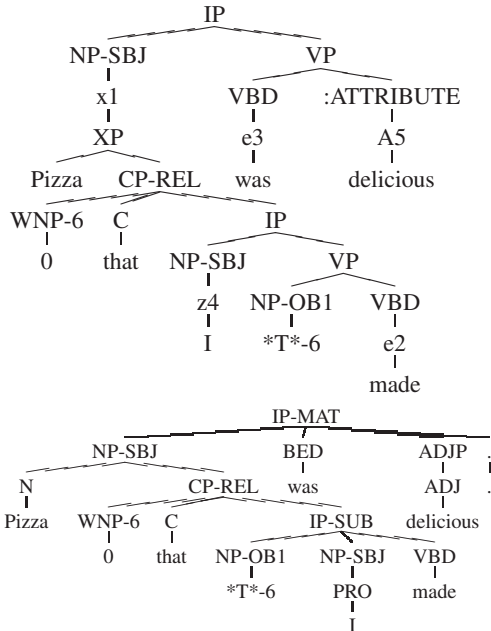 IP
NP-SBJ VP
x1 VBD :ATTRIBUTE
XP e3 A5
Pizza CP-REL was delicious
WNP-6 C IP
0 that NP-SBJ VP
z4 NP-OB1 VBD
I *T*-6 e2
made
IP-MAT
NP-SBJ BED ADJP .
N CP-REL was ADJ .
Pizza WNP-6 C IP-SUB delicious
0 that NP-OB1 NP-SBJ VBD
*T*-6 PRO made
I